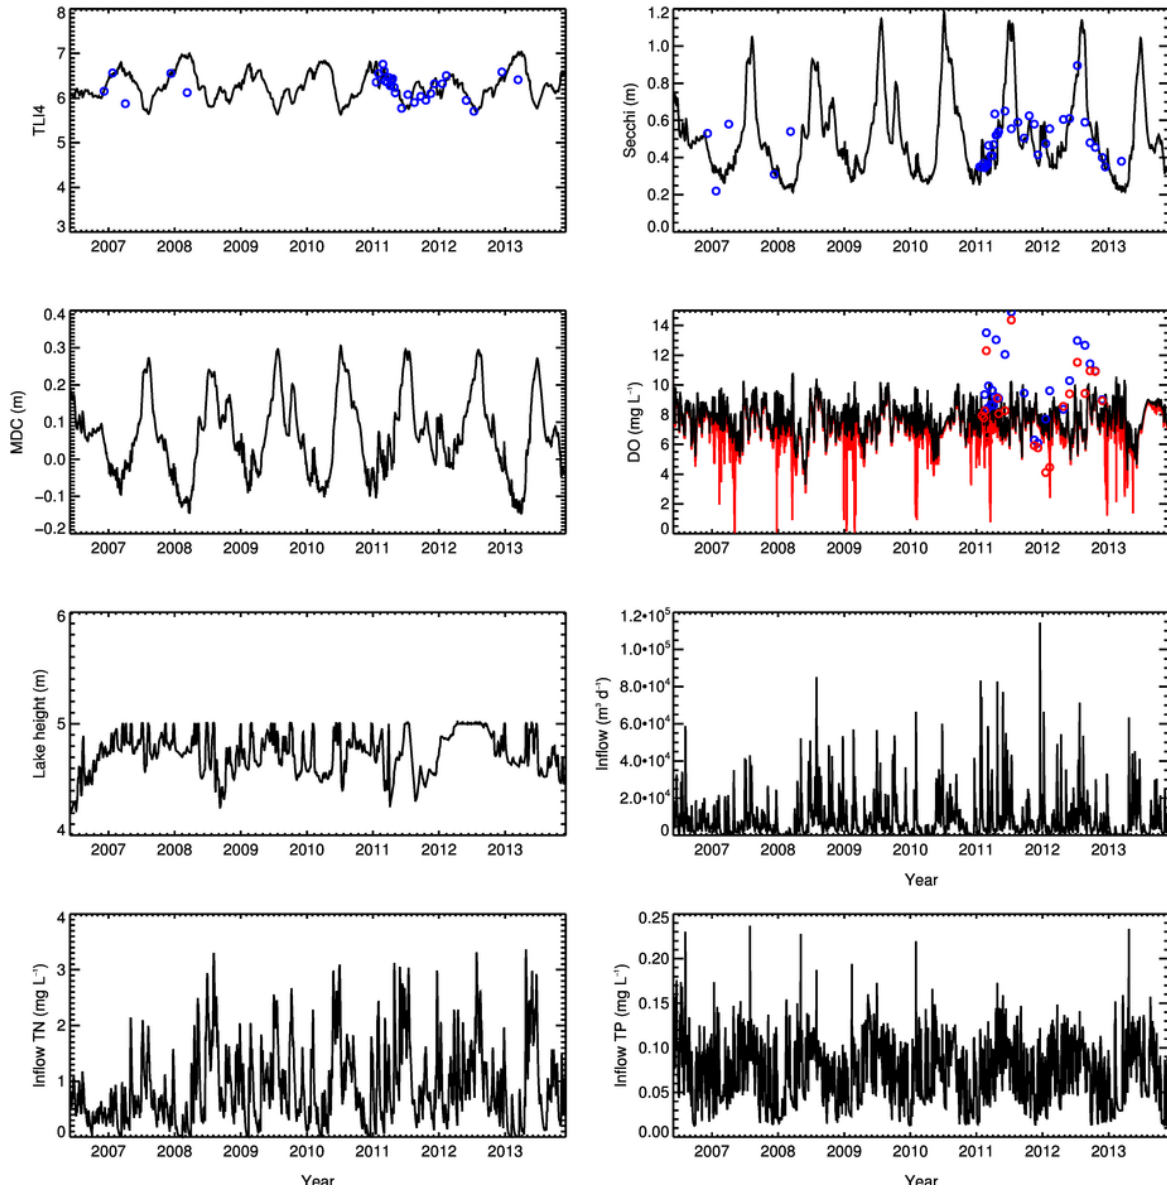 8
7
6
5
4
3
TLI4
2007 2008 2009 2010 2011 2012 2013
1.2
1.0
0.8
0.6
0.4
0.2
0.0
Secchi (m)
2007 2008 2009 2010 2011 2012 2013
0.4
0.3
0.2
0.1
0.0
−0.1
−0.2
MDC (m)
2007 2008 2009 2010 2011 2012 2013
14
12
10
8
6
4
2
0
DO (mg L⁻¹)
2007 2008 2009 2010 2011 2012 2013
6
5
4
Lake height (m)
2007 2008 2009 2010 2011 2012 2013
1.2•10⁵
1.0•10⁵
8.0•10⁴
6.0•10⁴
4.0•10⁴
2.0•10⁴
0
Inflow (m³ d⁻¹)
2007 2008 2009 2010 2011 2012 2013
Year
4
3
2
1
0
Inflow TN (mg L⁻¹)
2007 2008 2009 2010 2011 2012 2013
Year
0.25
0.20
0.15
0.10
0.05
0.00
Inflow TP (mg L⁻¹)
2007 2008 2009 2010 2011 2012 2013
Year